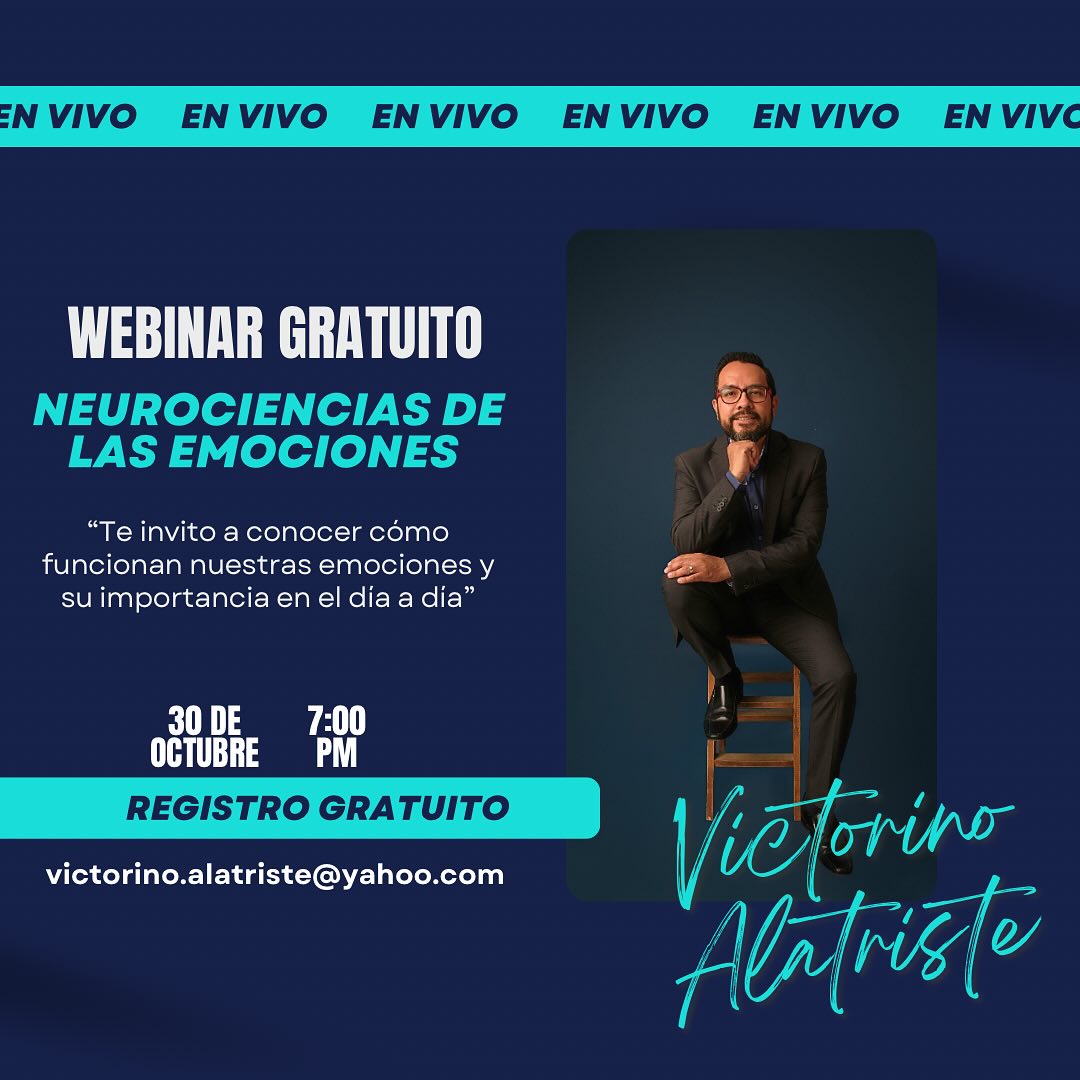 EN VIVO EN VIVO EN VIVO EN VIVO EN VIVO EN VIVO
WEBINAR GRATUITO
NEUROCIENCIAS DE
LAS EMOCIONES
“Te invito a conocer cómo
funcionan nuestras emociones y
su importancia en el día a día”
30 DE
OCTUBRE
7:00
PM
REGISTRO GRATUITO
victorino.alatriste@yahoo.com
Victorino
Alatriste